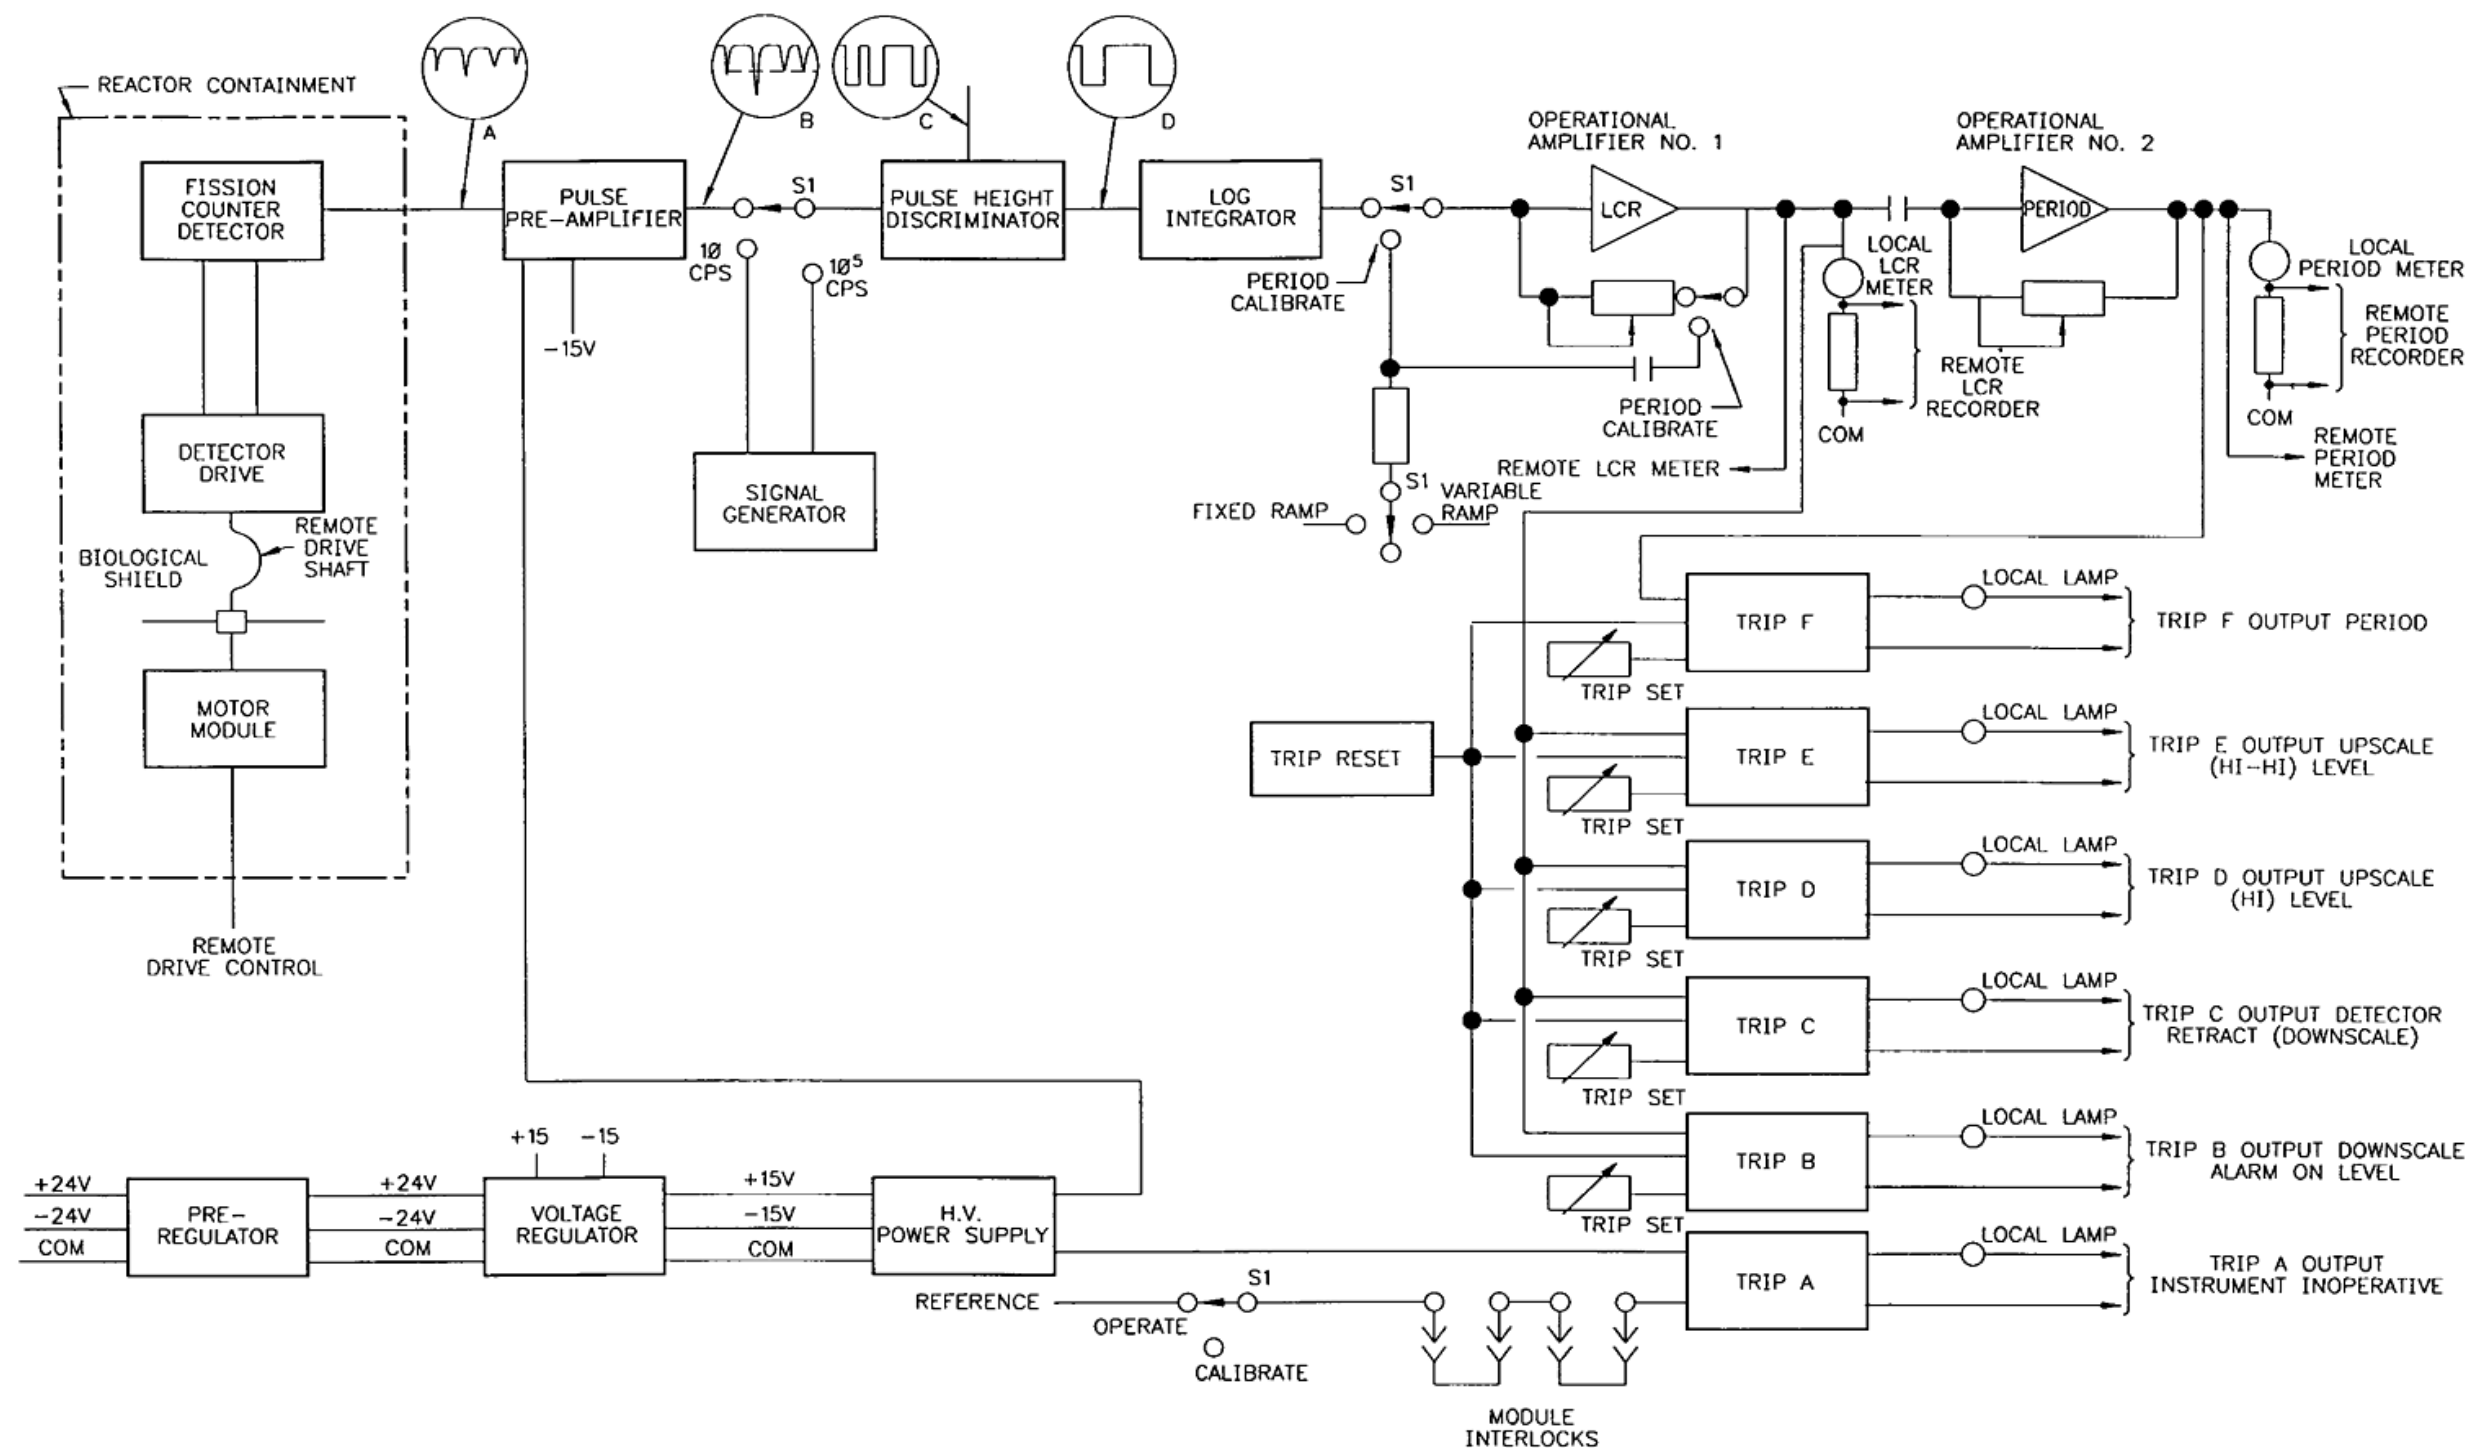 REACTOR CONTAINMENT
A
B
C
D
FISSION
COUNTER
DETECTOR
PULSE
PRE-AMPLIFIER
-15V
S1
10
CPS
10⁵
CPS
PULSE HEIGHT
DISCRIMINATOR
LOG
INTEGRATOR
S1
PERIOD
CALIBRATE
OPERATIONAL
AMPLIFIER NO. 1
LCR
OPERATIONAL
AMPLIFIER NO. 2
PERIOD
LOCAL
LCR
METER
LOCAL
PERIOD METER
REMOTE
PERIOD
RECORDER
REMOTE
LCR
RECORDER
COM
COM
PERIOD
CALIBRATE
REMOTE LCR METER
REMOTE
PERIOD
METER
DETECTOR
DRIVE
REMOTE
DRIVE
SHAFT
BIOLOGICAL
SHIELD
SIGNAL
GENERATOR
S1
FIXED RAMP
VARIABLE
RAMP
MOTOR
MODULE
REMOTE
DRIVE CONTROL
TRIP RESET
TRIP F
TRIP SET
LOCAL LAMP
TRIP F OUTPUT PERIOD
TRIP E
TRIP SET
LOCAL LAMP
TRIP E OUTPUT UPSCALE
(HI-HI) LEVEL
TRIP D
TRIP SET
LOCAL LAMP
TRIP D OUTPUT UPSCALE
(HI) LEVEL
TRIP C
TRIP SET
LOCAL LAMP
TRIP C OUTPUT DETECTOR
RETRACT (DOWNSCALE)
TRIP B
TRIP SET
LOCAL LAMP
TRIP B OUTPUT DOWNSCALE
ALARM ON LEVEL
TRIP A
LOCAL LAMP
TRIP A OUTPUT
INSTRUMENT INOPERATIVE
+24V
-24V
COM
PRE-
REGULATOR
+24V
-24V
COM
+15
-15
VOLTAGE
REGULATOR
+15V
-15V
COM
H.V.
POWER SUPPLY
REFERENCE
S1
OPERATE
CALIBRATE
MODULE
INTERLOCKS